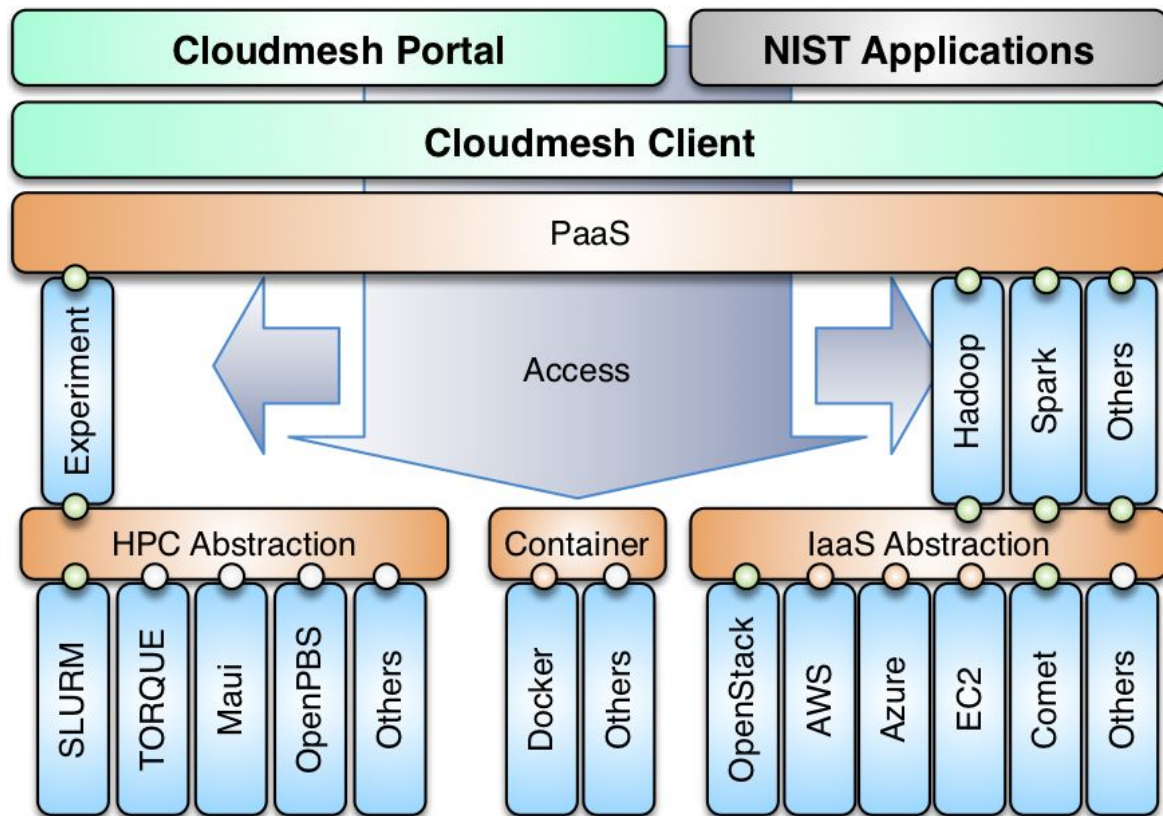 Cloudmesh Portal
NIST Applications
Cloudmesh Client
PaaS
Experiment
Access
Hadoop
Spark
Others
HPC Abstraction
Container
IaaS Abstraction
SLURM
TORQUE
Maui
OpenPBS
Others
Docker
Others
OpenStack
AWS
Azure
EC2
Comet
Others